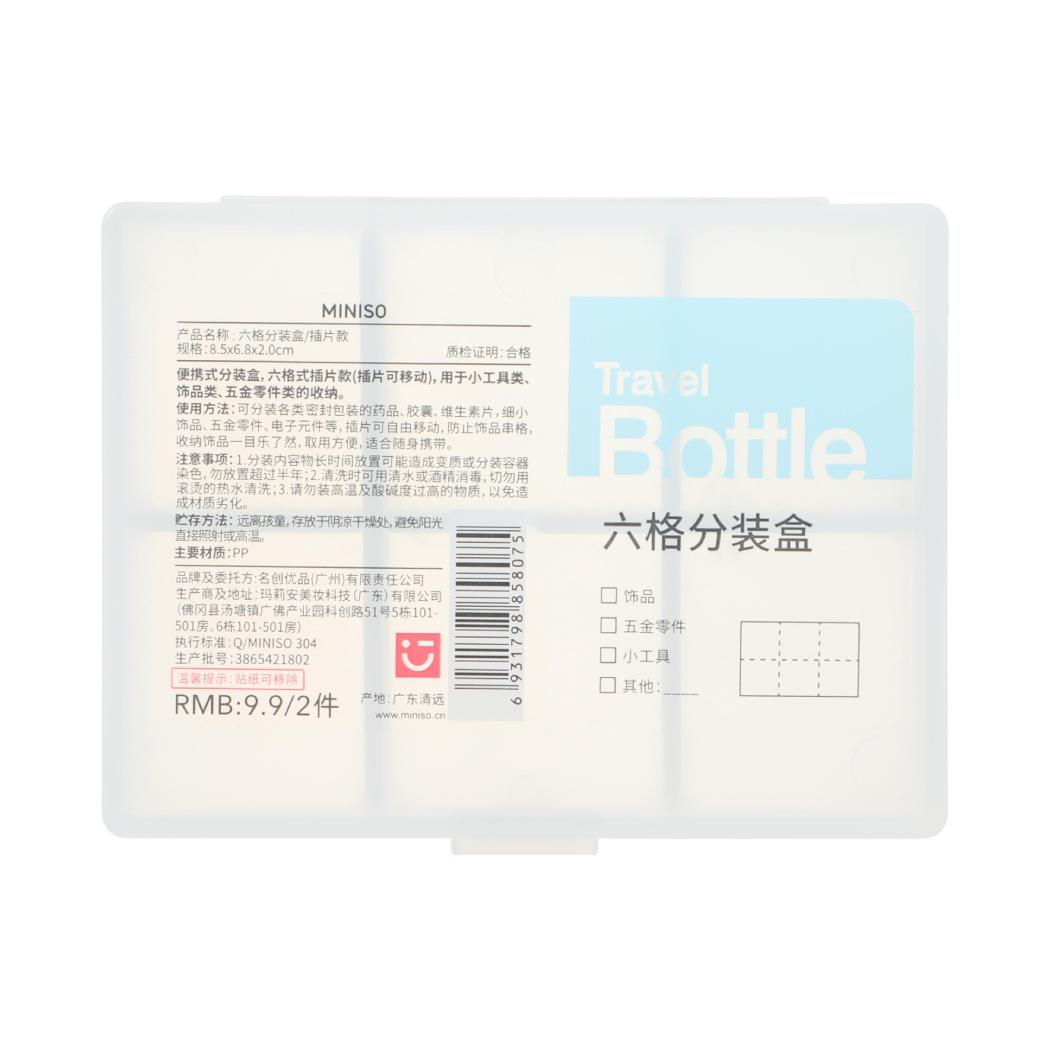 MINISO
产品名称：六格分装盒/插片款
规格：8.5x6.8x2.0cm 质检证明：合格
便携式分装盒，六格式插片款(插片可移动)，用于小工具类、
饰品类、五金零件类的收纳。
使用方法：可分装各类密封包装的药品、胶囊、维生素片，细小
饰品、五金零件、电子元件等，插片可自由移动，防止饰品串格，
收纳饰品一目乐了然，取用方便，适合随身携带。
注意事项：1.分装内容物长时间放置可能造成变质或分装容器
染色，勿放置超过半年；2.清洗时可用清水或酒精消毒，切勿用
滚烫的热水清洗；3.请勿装高温及酸碱度过高的物质，以免造
成材质劣化。
贮存方法：远离孩童，存放于阴凉干燥处，避免阳光
直接照射或高温。
主要材质：PP
品牌及委托方：名创优品(广州)有限责任公司
生产商及地址：玛莉安美妆科技（广东）有限公司
（佛冈县汤塘镇广佛产业园科创路51号5栋101-
501房、6栋101-501房）
执行标准：Q/MINISO 304
生产批号：3865421802
温馨提示：贴纸可移除
RMB:9.9/2件
产地：广东清远
www.miniso.cn
6 931798 858075
Travel
Bottle
六格分装盒
饰品
五金零件
小工具
其他：____